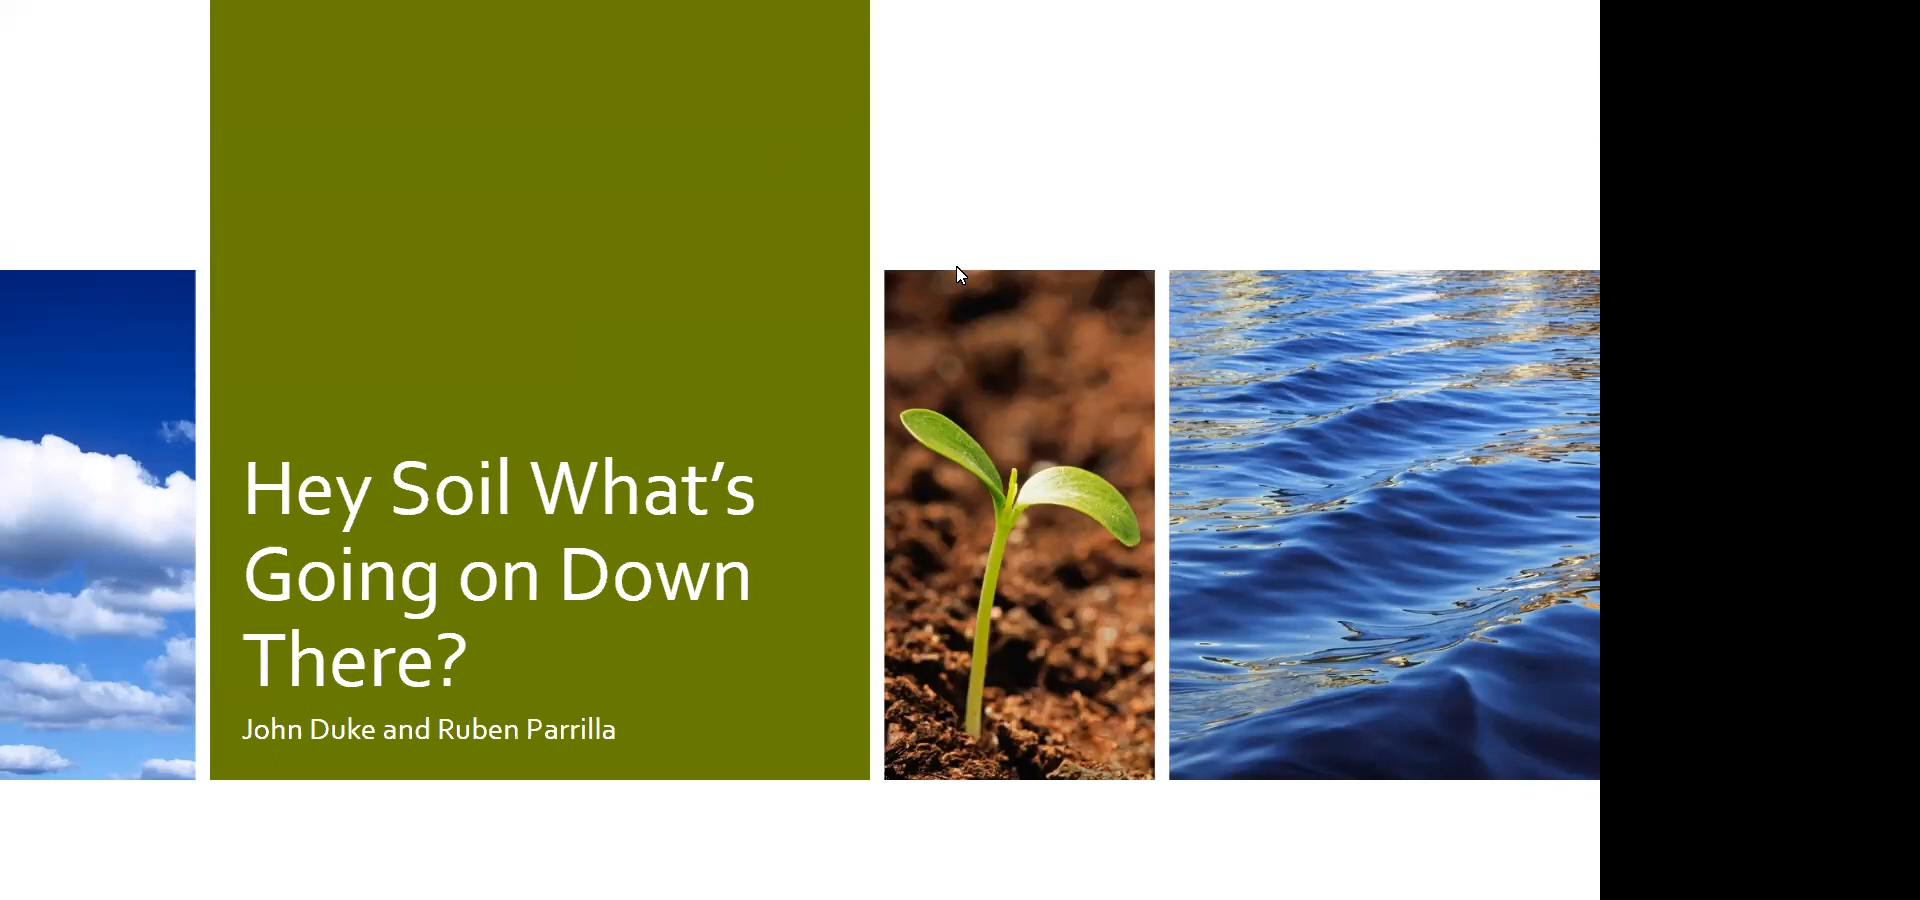 Hey Soil What’s
Going on Down
There?
John Duke and Ruben Parrilla